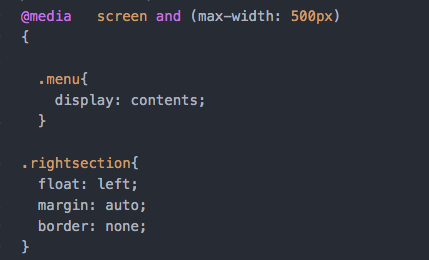 @media   screen and (max-width: 500px)
{
.menu{
display: contents;
}
.rightsection{
float: left;
margin: auto;
border: none;
}